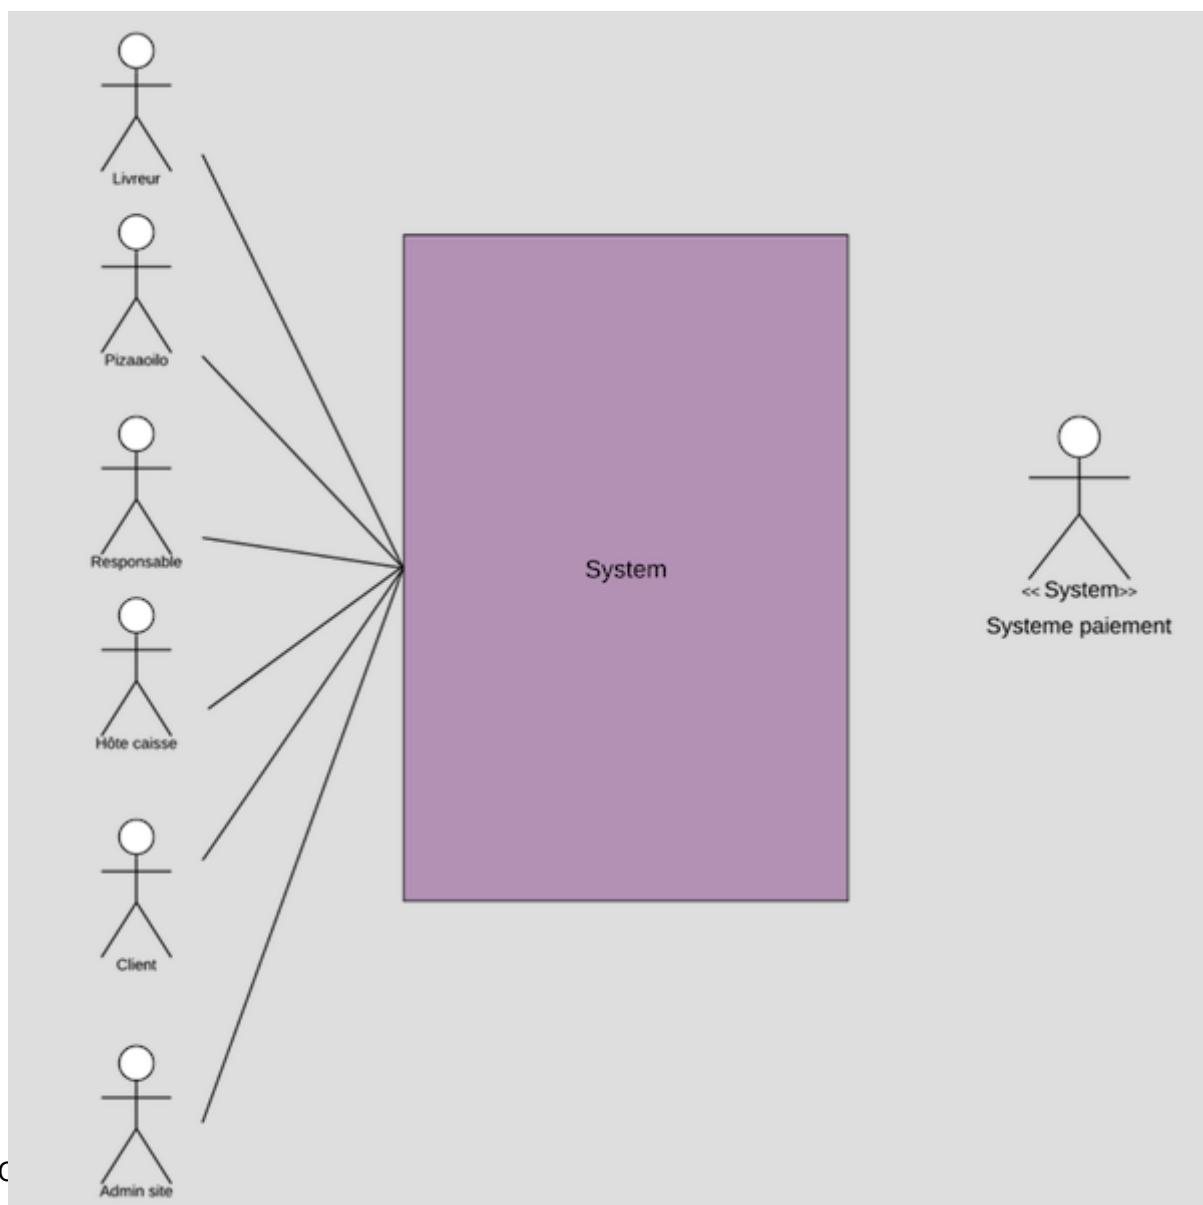 Livreur
Pizaaoilo
Responsable
Hôte caisse
Client
Admin site
System
<< System>>
Systeme paiement